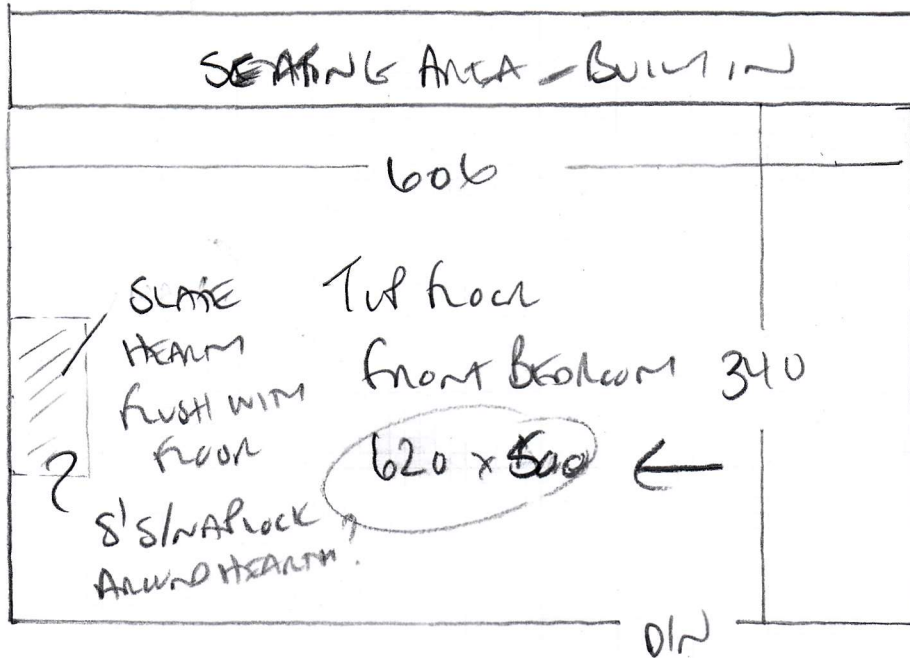 SEATING AREA - BUILT IN
606
SLATE
HEARTH
FLUSH WITH
FLOOR
TOP FLOOR
FRONT BEDROOM
340
620 x 500
?
S'S/NAPLOCK
AROUND HEARTH?
D/N